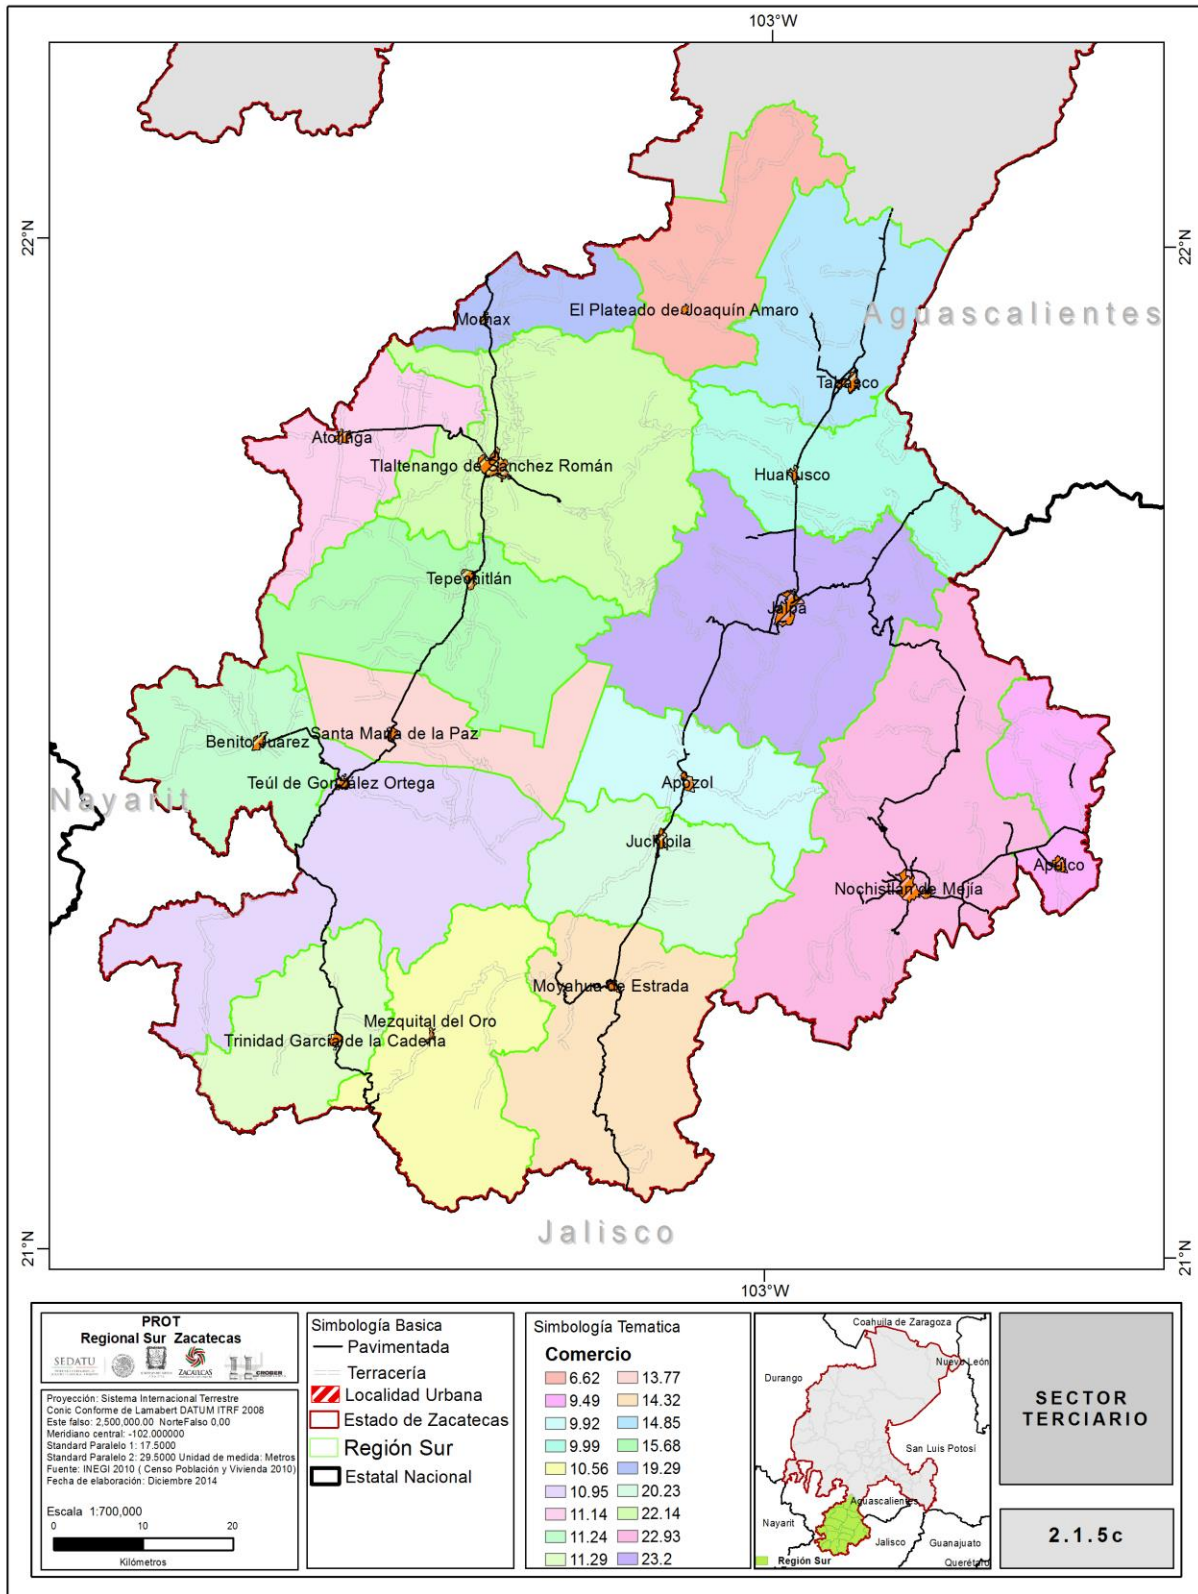 103°W
22°N
22°N
Aguascalientes
El Plateado de Joaquín Amaro
Momax
Tabasco
Atolinga
Tlaltenango de Sánchez Román
Huanusco
Tepechitlán
Jalpa
Benito Juárez
Santa María de la Paz
Teúl de González Ortega
Apozol
Nayarit
Juchipila
Apulco
Nochistlán de Mejía
Moyahua de Estrada
Mezquital del Oro
Trinidad García de la Cadena
Jalisco
21°N
21°N
103°W
PROT
Regional Sur Zacatecas
SEDATU
ZACATECAS
Proyección: Sistema Internacional Terrestre
Conic Conforme de Lamabert DATUM ITRF 2008
Este falso: 2,500,000.00 NorteFalso 0,00
Meridiano central: -102.000000
Standard Paralelo 1: 17.5000
Standard Paralelo 2: 29.5000 Unidad de medida: Metros
Fuente: INEGI 2010 ( Censo Población y Vivienda 2010)
Fecha de elaboración: Diciembre 2014
Escala 1:700,000
0 10 20
Kilómetros
Simbología Basica
Pavimentada
Terracería
Localidad Urbana
Estado de Zacatecas
Región Sur
Estatal Nacional
Simbología Tematica
Comercio
6.62 13.77
9.49 14.32
9.92 14.85
9.99 15.68
10.56 19.29
10.95 20.23
11.14 22.14
11.24 22.93
11.29 23.2
Coahuila de Zaragoza
Nuevo León
Durango
San Luis Potosí
Aguascalientes
Nayarit
Jalisco
Guanajuato
Querétaro
Región Sur
SECTOR
TERCIARIO
2.1.5c